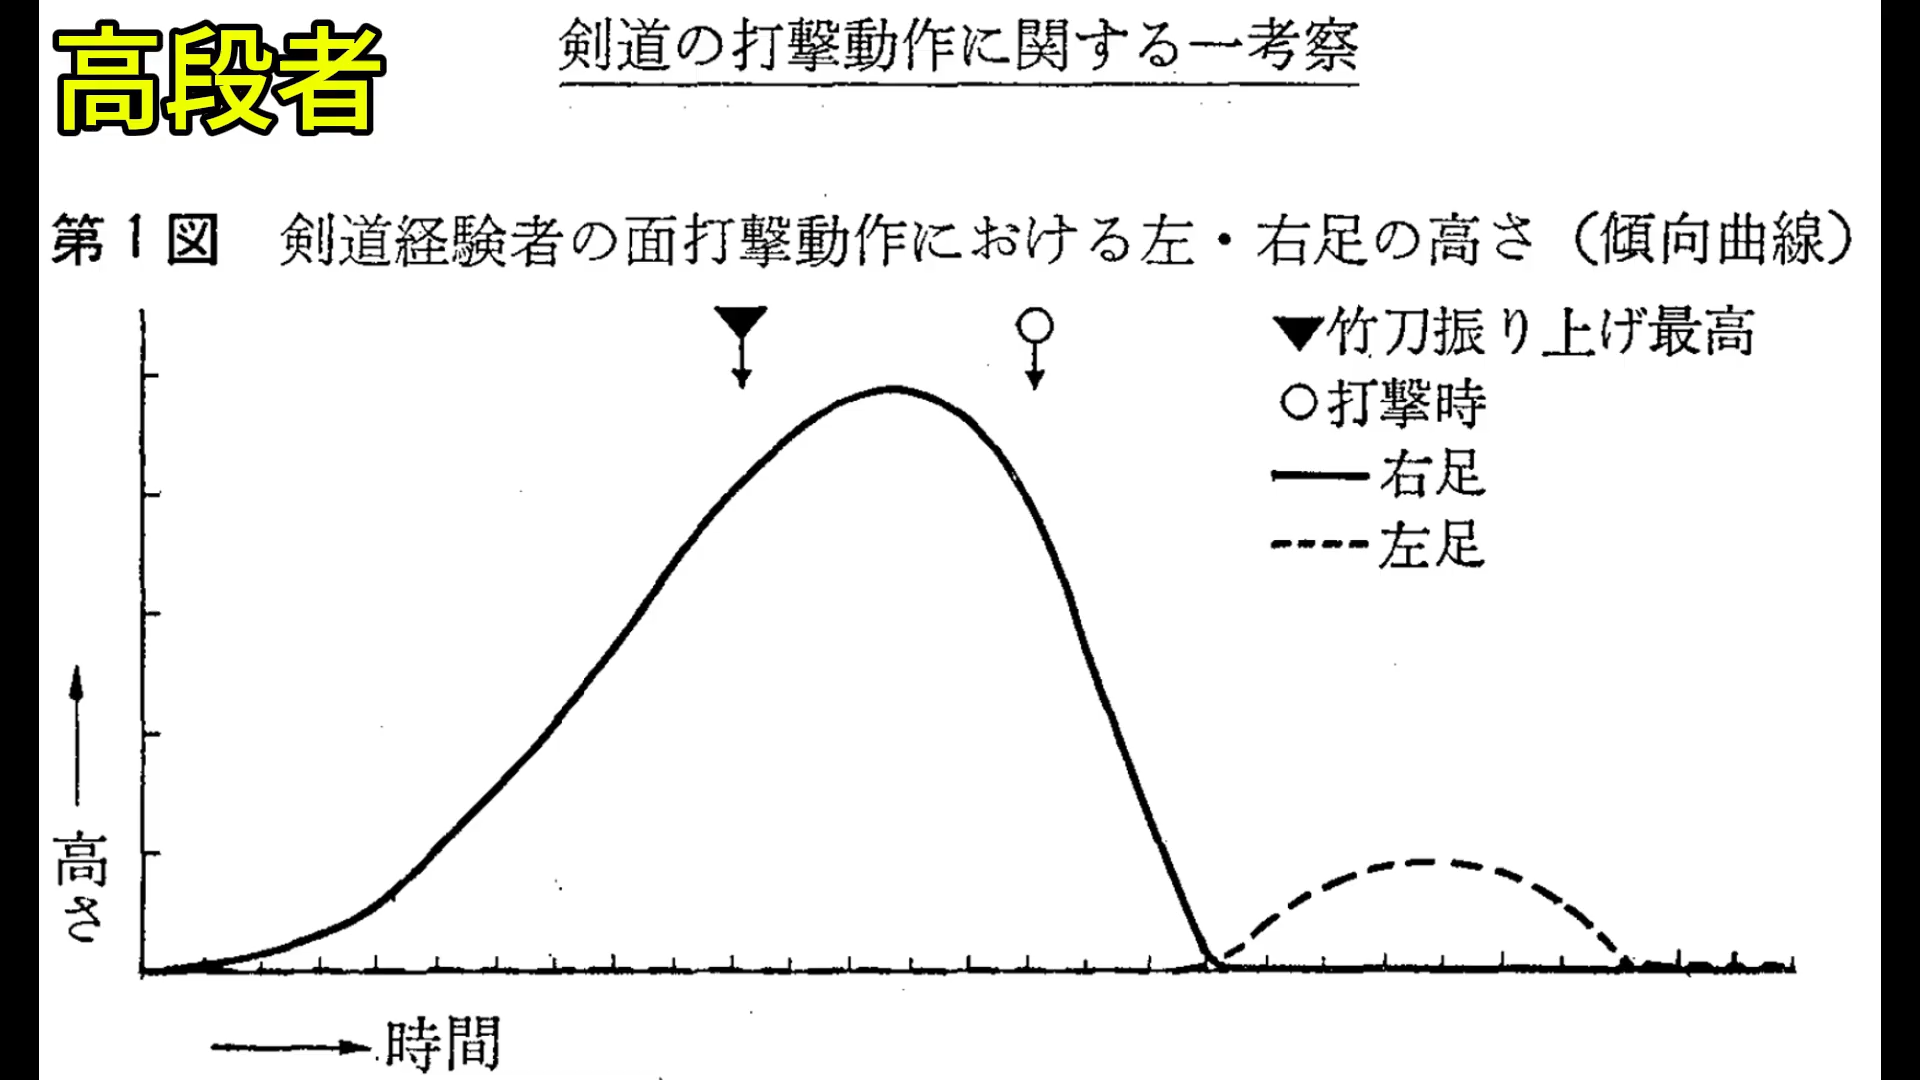 高段者
剣道の打撃動作に関する一考察
第1図　剣道経験者の面打撃動作における左・右足の高さ（傾向曲線）
▼竹刀振り上げ最高
○打撃時
右足
左足
高さ
時間